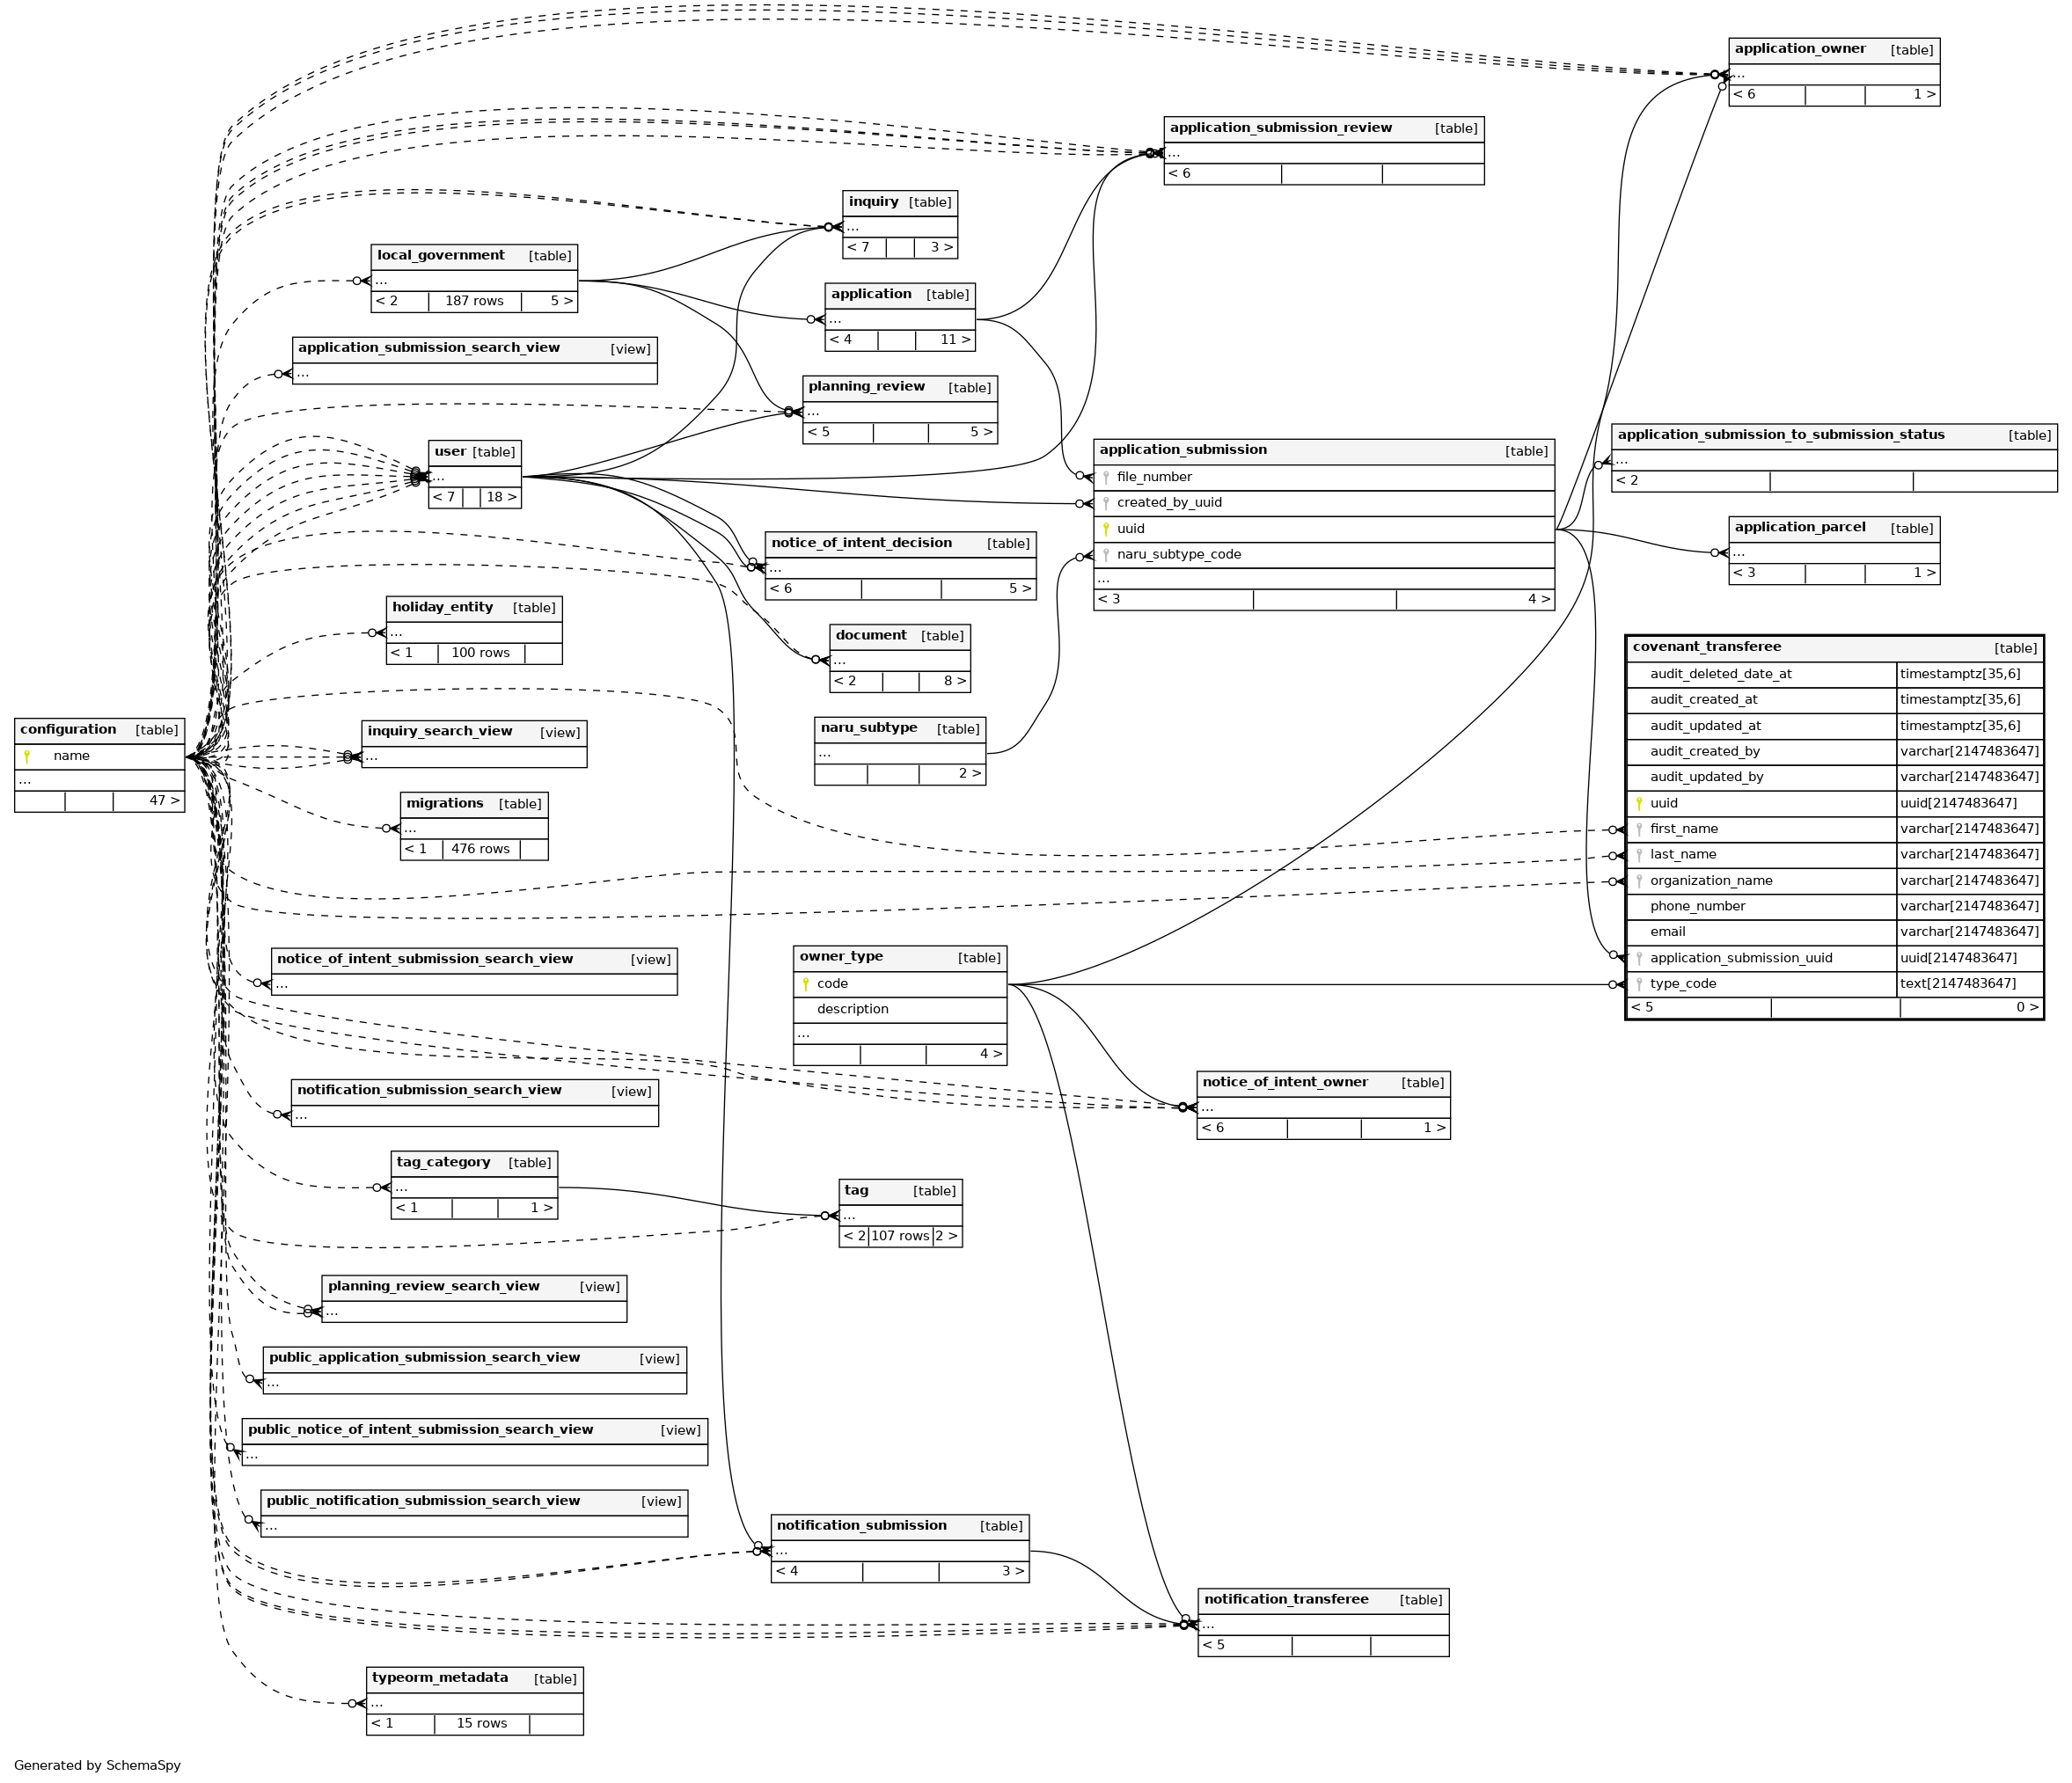 application_owner [table]
...
< 6 1 >
application_submission_review [table]
...
< 6
inquiry [table]
...
< 7 3 >
local_government [table]
...
< 2 187 rows 5 >
application [table]
...
< 4 11 >
application_submission_search_view [view]
...
planning_review [table]
...
< 5 5 >
user [table]
...
< 7 18 >
application_submission [table]
file_number
created_by_uuid
uuid
naru_subtype_code
...
< 3 4 >
application_submission_to_submission_status [table]
...
< 2
application_parcel [table]
...
< 3 1 >
notice_of_intent_decision [table]
...
< 6 5 >
holiday_entity [table]
...
< 1 100 rows
document [table]
...
< 2 8 >
covenant_transferee [table]
audit_deleted_date_at timestamptz[35,6]
audit_created_at timestamptz[35,6]
audit_updated_at timestamptz[35,6]
audit_created_by varchar[2147483647]
audit_updated_by varchar[2147483647]
uuid uuid[2147483647]
first_name varchar[2147483647]
last_name varchar[2147483647]
organization_name varchar[2147483647]
phone_number varchar[2147483647]
email varchar[2147483647]
application_submission_uuid uuid[2147483647]
type_code text[2147483647]
< 5 0 >
configuration [table]
name
...
47 >
inquiry_search_view [view]
...
naru_subtype [table]
...
2 >
migrations [table]
...
< 1 476 rows
notice_of_intent_submission_search_view [view]
...
owner_type [table]
code
description
...
4 >
notification_submission_search_view [view]
...
notice_of_intent_owner [table]
...
< 6 1 >
tag_category [table]
...
< 1 1 >
tag [table]
...
< 2 107 rows 2 >
planning_review_search_view [view]
...
public_application_submission_search_view [view]
...
public_notice_of_intent_submission_search_view [view]
...
public_notification_submission_search_view [view]
...
notification_submission [table]
...
< 4 3 >
notification_transferee [table]
...
< 5
typeorm_metadata [table]
...
< 1 15 rows
Generated by SchemaSpy